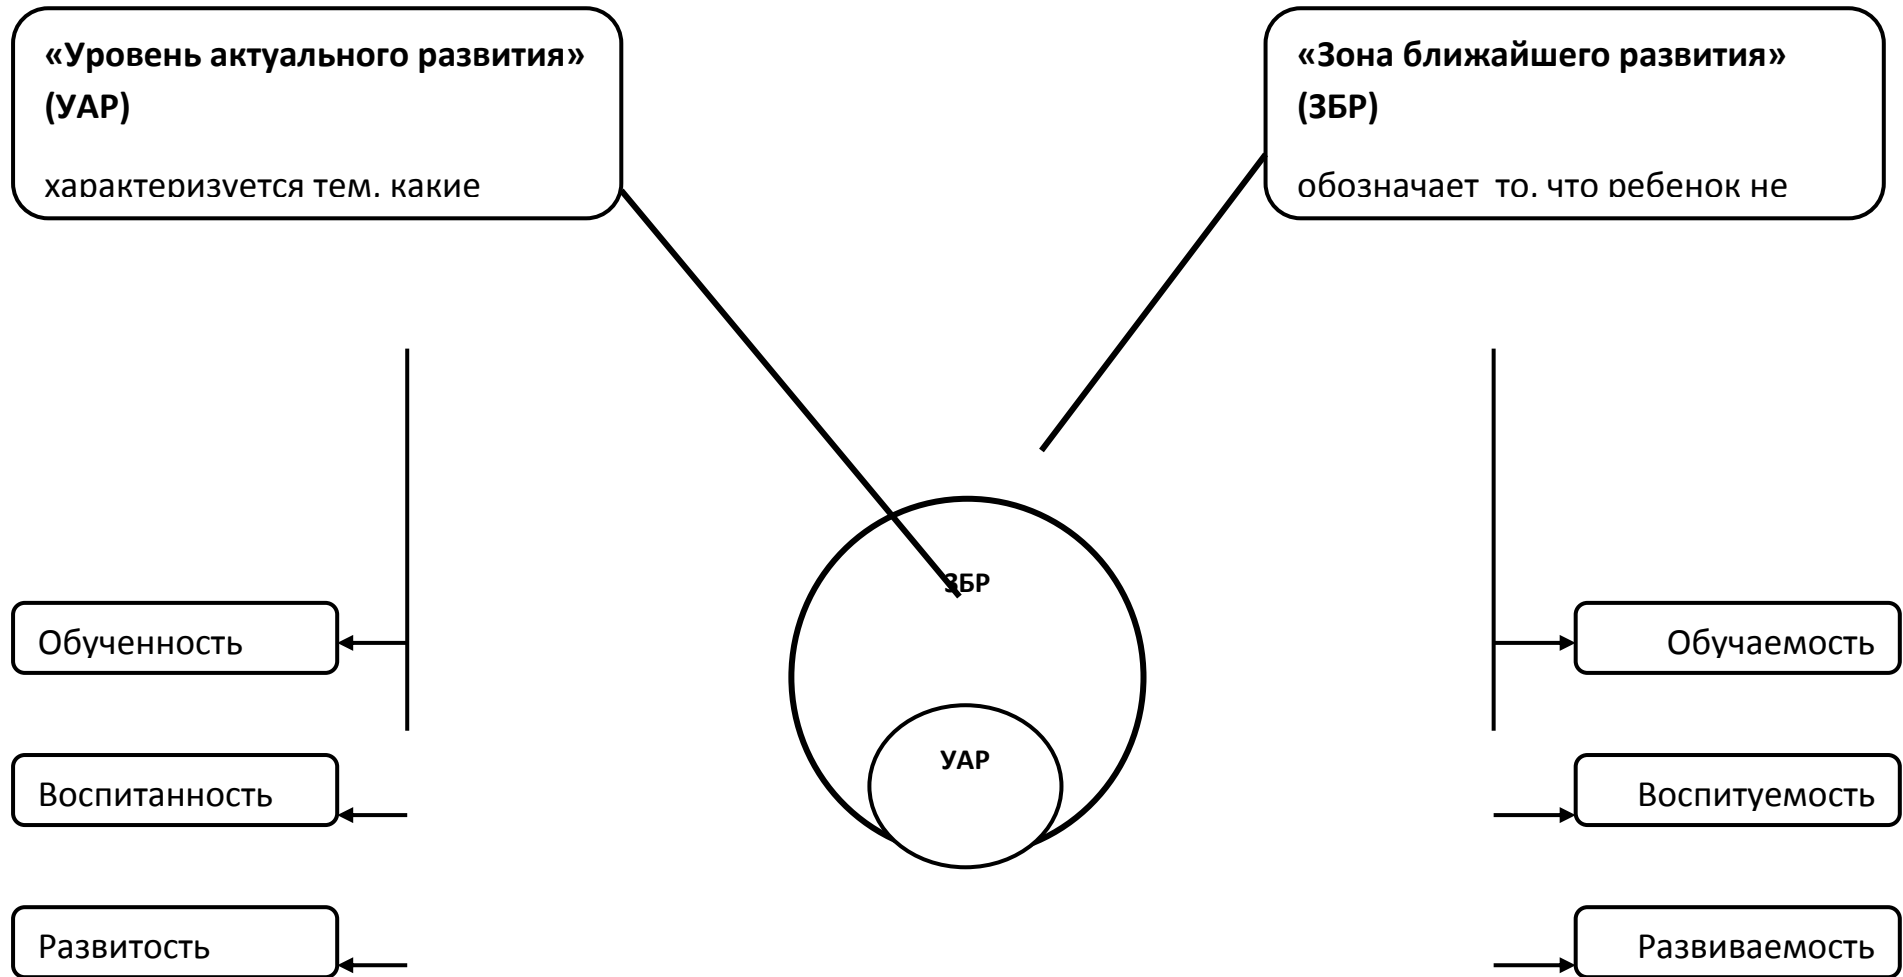 «Уровень актуального развития»
(УАР)
характеризуется тем, какие
«Зона ближайшего развития»
(ЗБР)
обозначает  то, что ребенок не
ЗБР
УАР
Обученность
Обучаемость
Воспитанность
Воспитуемость
Развитость
Развиваемость